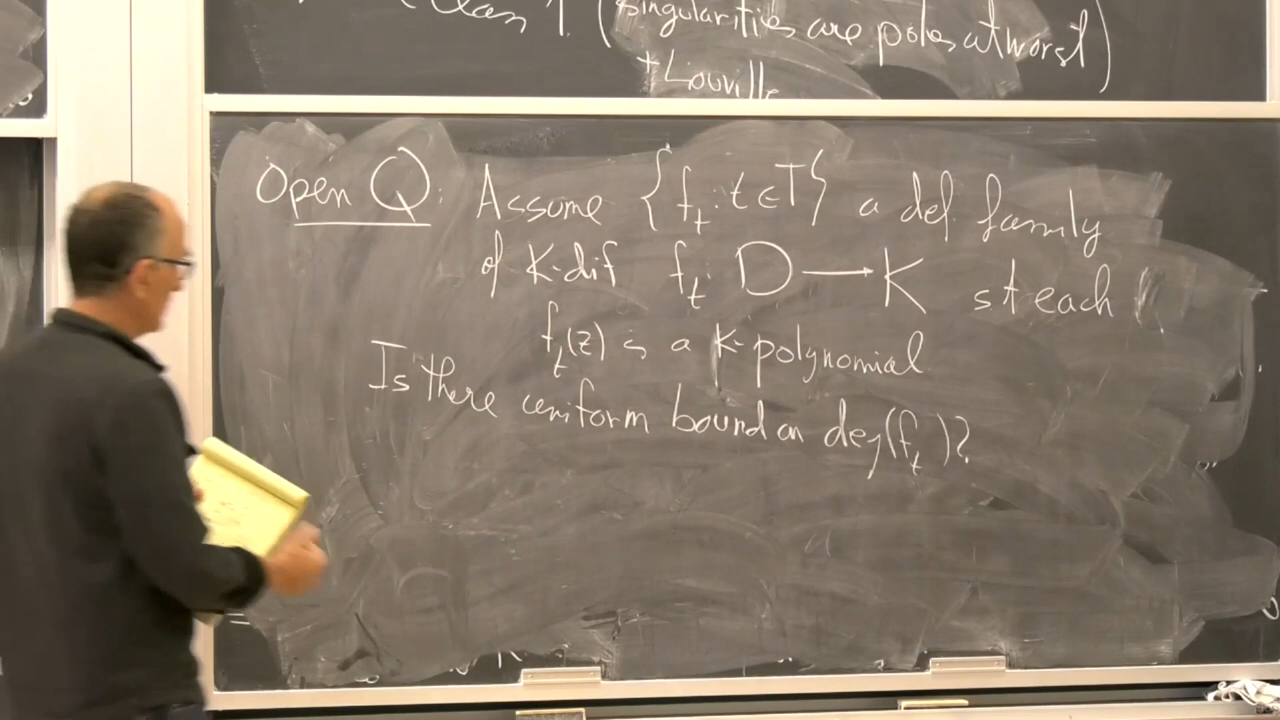 (singularities are poles at worst)
+ Liouville
Open Q: Assume {f_t : t ∈ T} a def. family
of K-dif f_t: D → K st each
f_t(z) is a K-polynomial
Is there uniform bound on deg(f_t)?